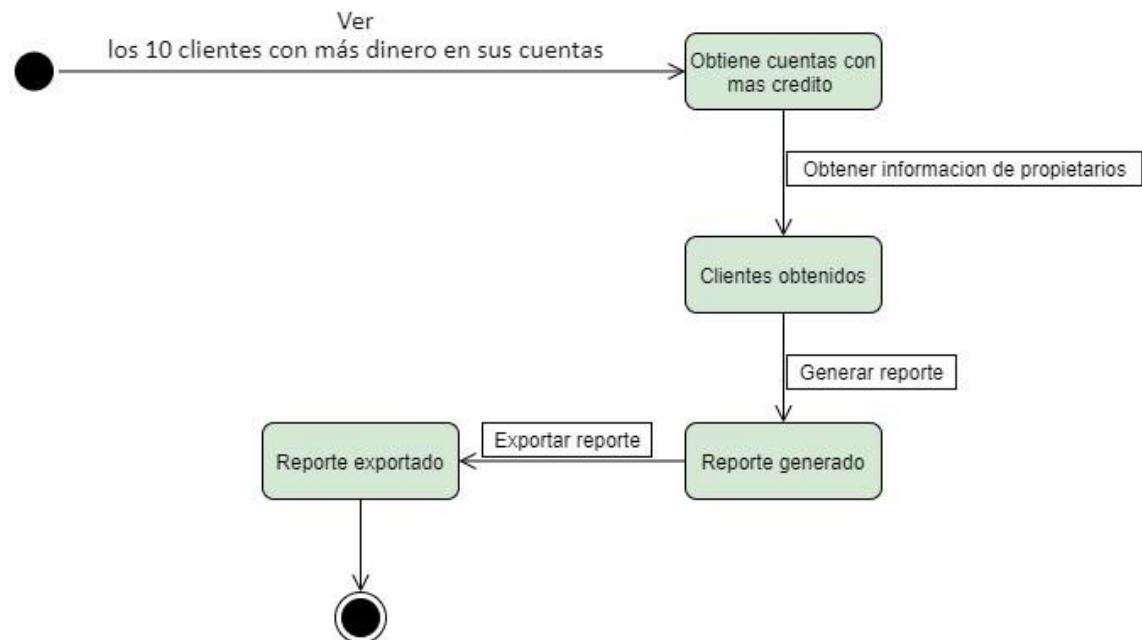 Ver
los 10 clientes con más dinero en sus cuentas
Obtiene cuentas con
mas credito
Obtener informacion de propietarios
Clientes obtenidos
Generar reporte
Reporte generado
Exportar reporte
Reporte exportado